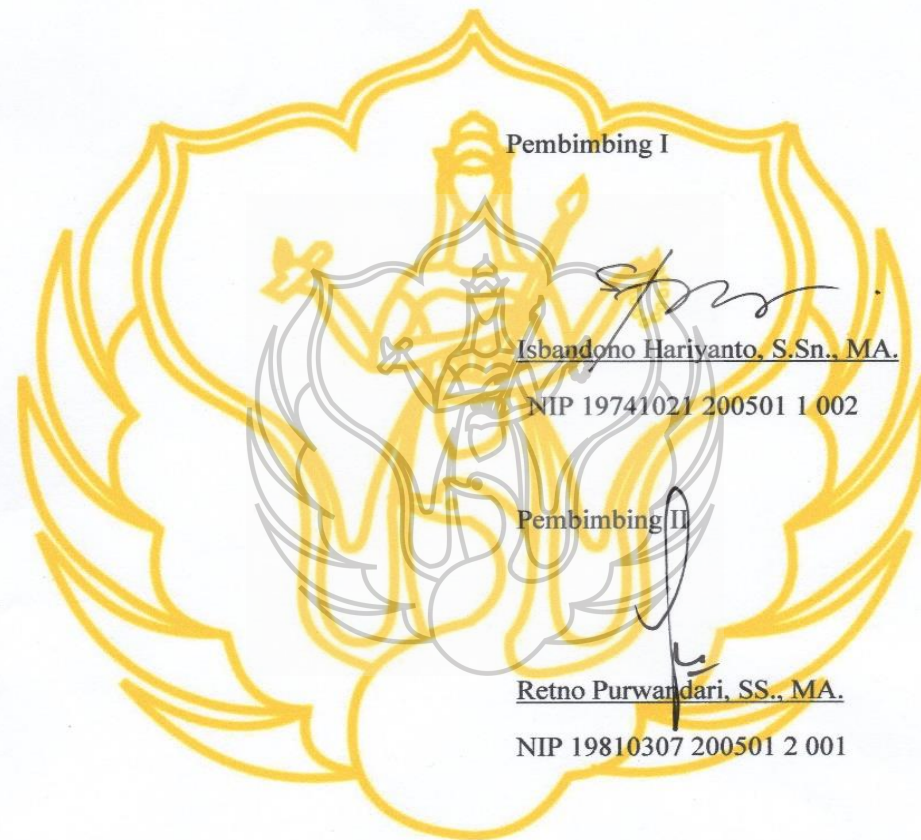 Pembimbing I
Isbandono Hariyanto, S.Sn., MA.
NIP 19741021 200501 1 002
Pembimbing II
Retno Purwandari, SS., MA.
NIP 19810307 200501 2 001